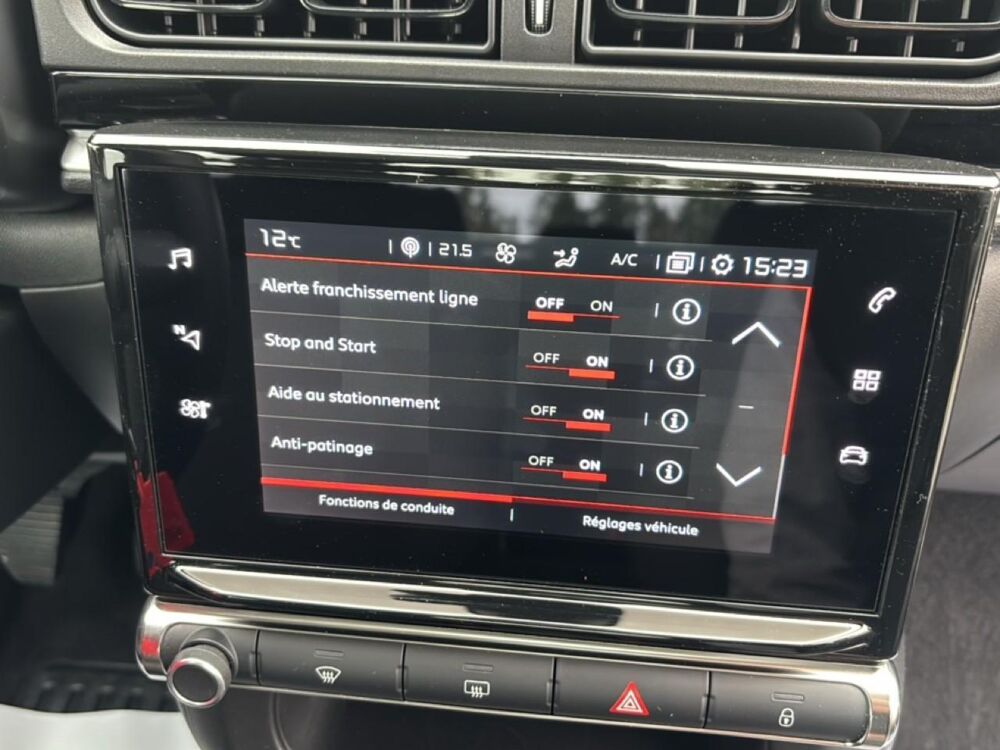 12°C 21.5 A/C 15:23
Alerte franchissement ligne OFF ON
Stop and Start OFF ON
Aide au stationnement OFF ON
Anti-patinage OFF ON
Fonctions de conduite Réglages véhicule
N